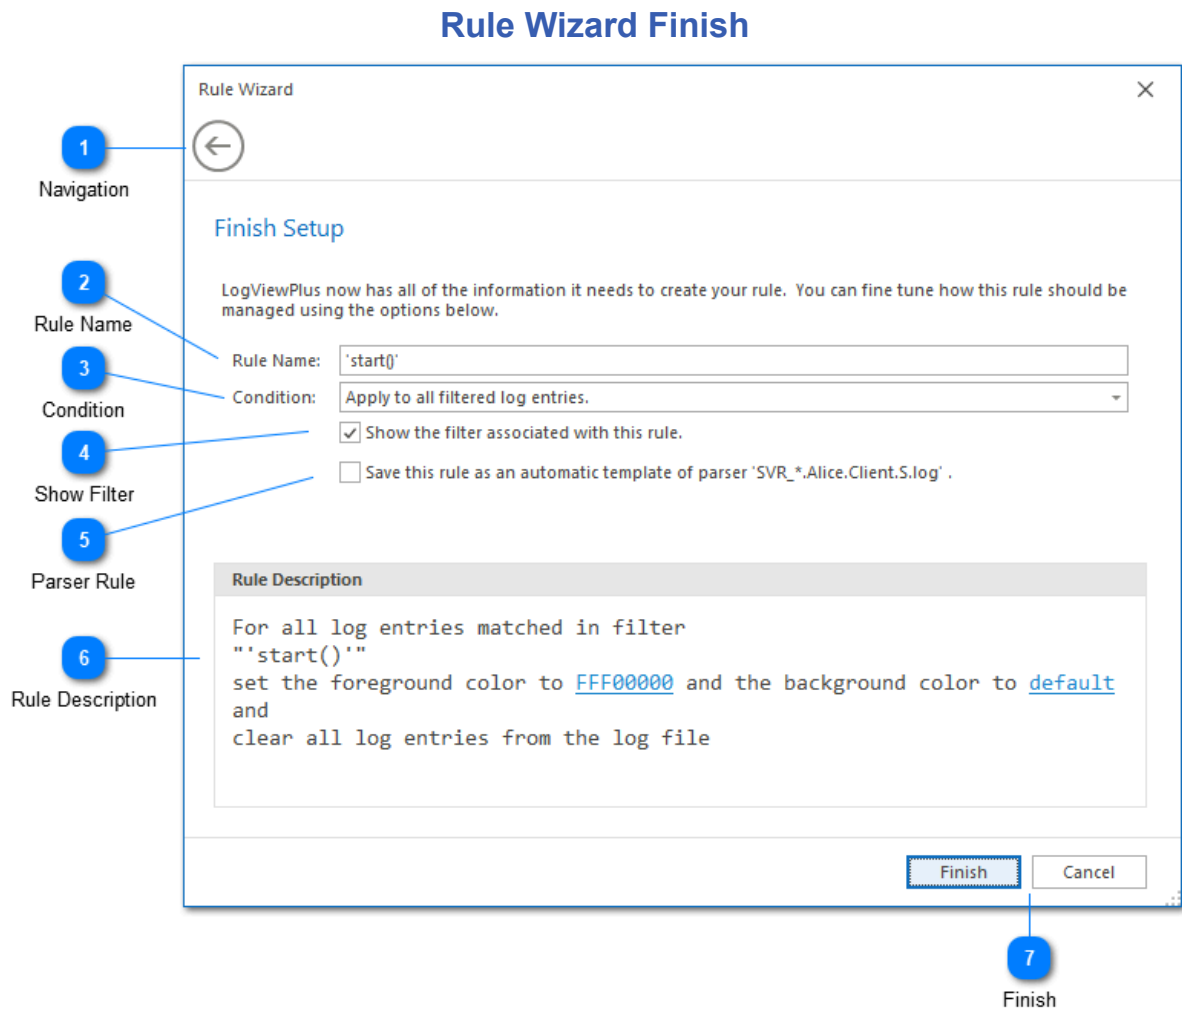 Rule Wizard Finish
Rule Wizard
1
Navigation
Finish Setup
2
Rule Name
LogViewPlus now has all of the information it needs to create your rule.  You can fine tune how this rule should be
managed using the options below.
Rule Name: 'start()'
3
Condition
Condition: Apply to all filtered log entries.
4
Show Filter
Show the filter associated with this rule.
Save this rule as an automatic template of parser 'SVR_*.Alice.Client.S.log' .
5
Parser Rule
Rule Description
6
Rule Description
For all log entries matched in filter
"'start()'"
set the foreground color to FFF00000 and the background color to default
and
clear all log entries from the log file
Finish
Cancel
7
Finish